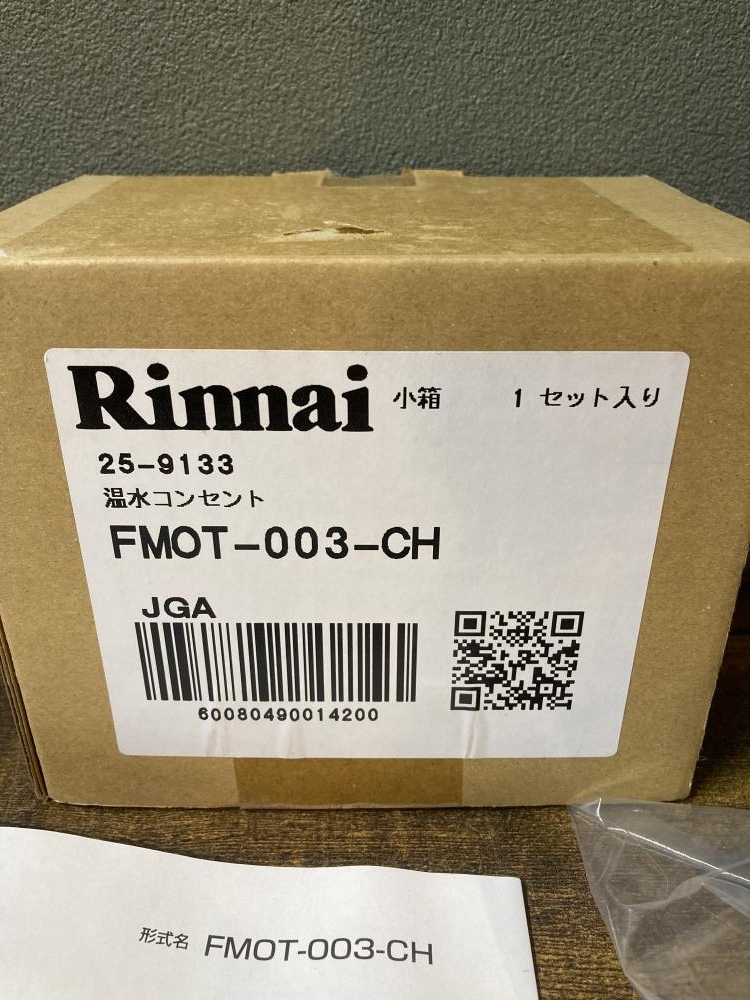 Rinnai 小箱 1 セット入り
25-9133
温水コンセント
FMOT-003-CH
JGA
60080490014200
形式名 FMOT-003-CH